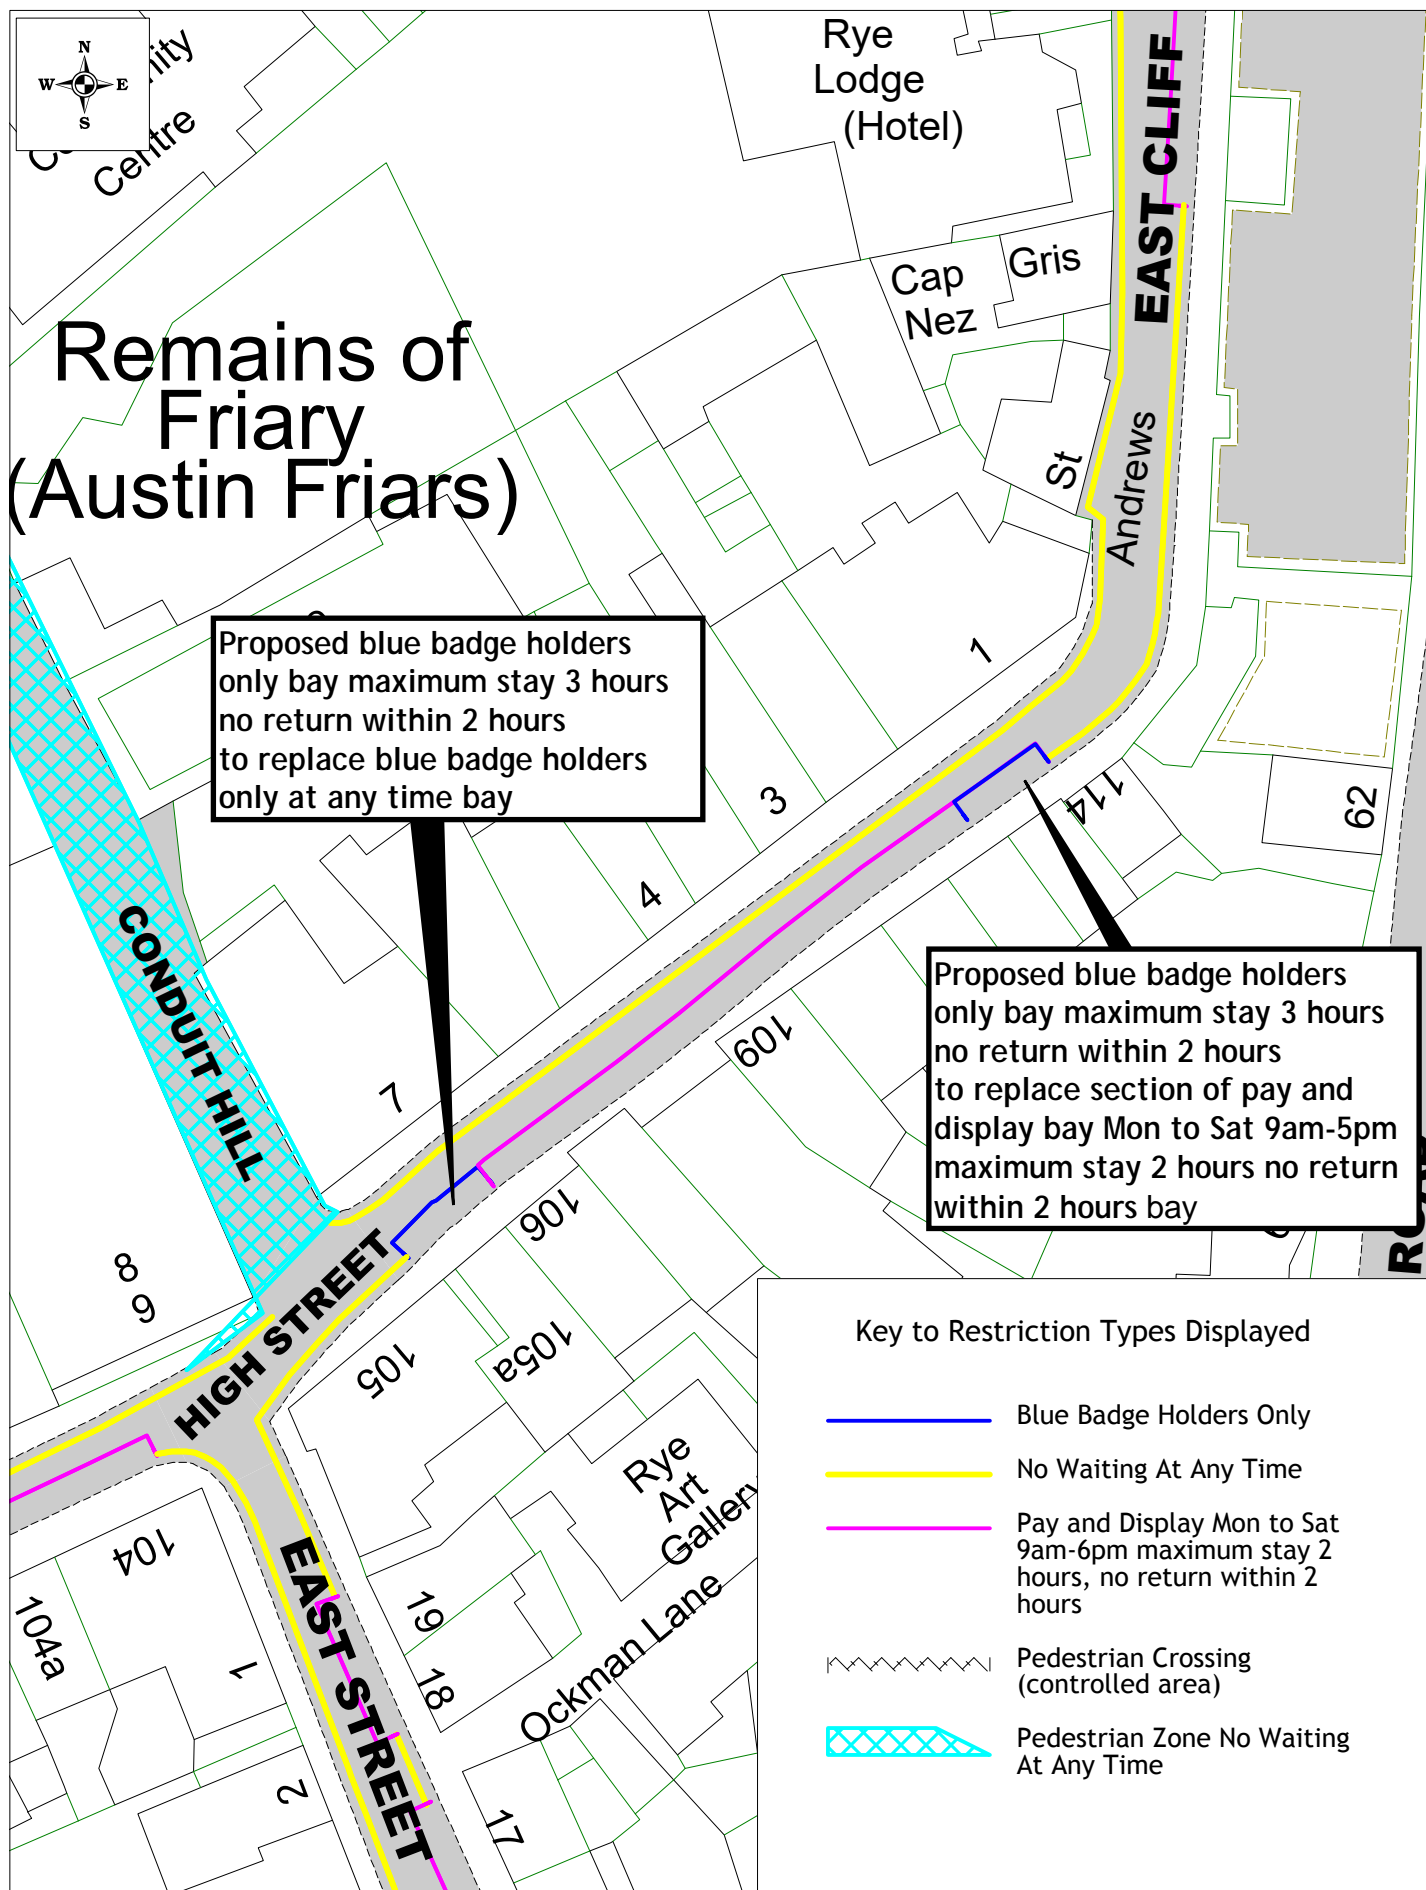 N
W E
S
Centre
Rye
Lodge
(Hotel)
EAST CLIFF
Cap
Nez
Gris
Remains of
Friary
(Austin Friars)
St
Andrews
1
Proposed blue badge holders
only bay maximum stay 3 hours
no return within 2 hours
to replace blue badge holders
only at any time bay
3
4
114
62
CONDUIT HILL
7
109
Proposed blue badge holders
only bay maximum stay 3 hours
no return within 2 hours
to replace section of pay and
display bay Mon to Sat 9am-5pm
maximum stay 2 hours no return
within 2 hours bay
106
8
9
HIGH STREET
105
105a
Rye
Art
Gallery
104
104a
EAST STREET
19
18
Ockman Lane
1
2
17
Key to Restriction Types Displayed
Blue Badge Holders Only
No Waiting At Any Time
Pay and Display Mon to Sat
9am-6pm maximum stay 2
hours, no return within 2
hours
Pedestrian Crossing
(controlled area)
Pedestrian Zone No Waiting
At Any Time